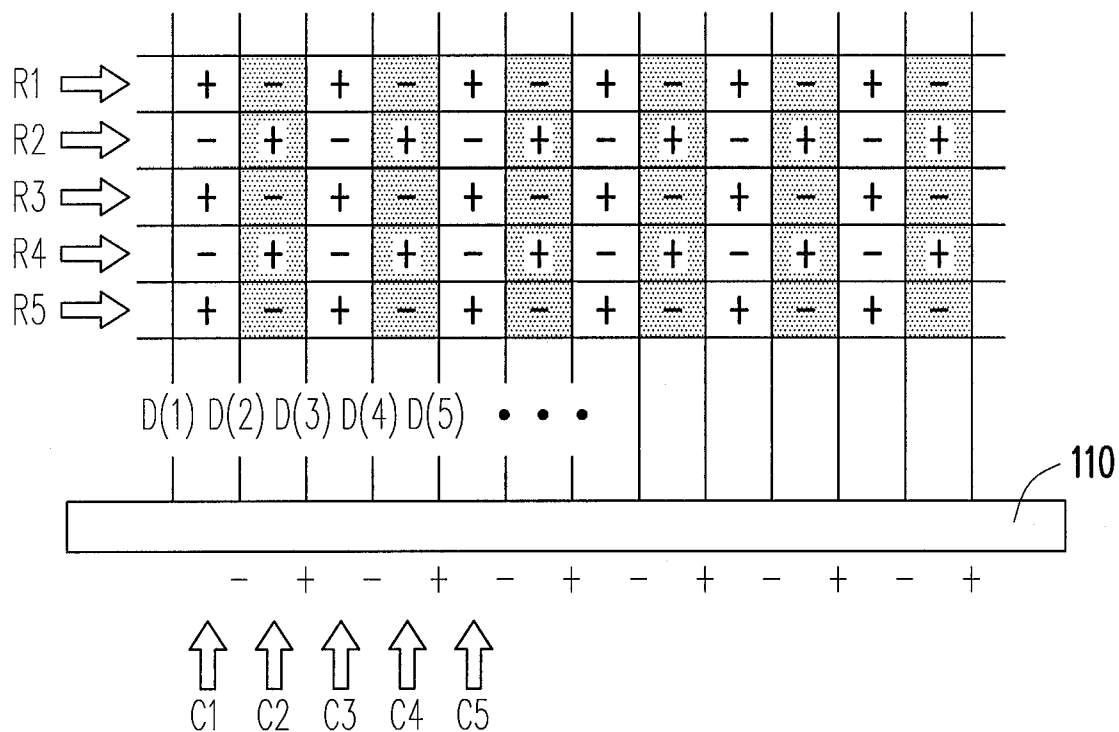 R1 + − + − + − + − + − + −
R2 − + − + − + − + − + − +
R3 + − + − + − + − + − + −
R4 − + − + − + − + − + − +
R5 + − + − + − + − + − + −
D(1) D(2) D(3) D(4) D(5) • • •
110
− + − + − + − + − + − +
C1 C2 C3 C4 C5